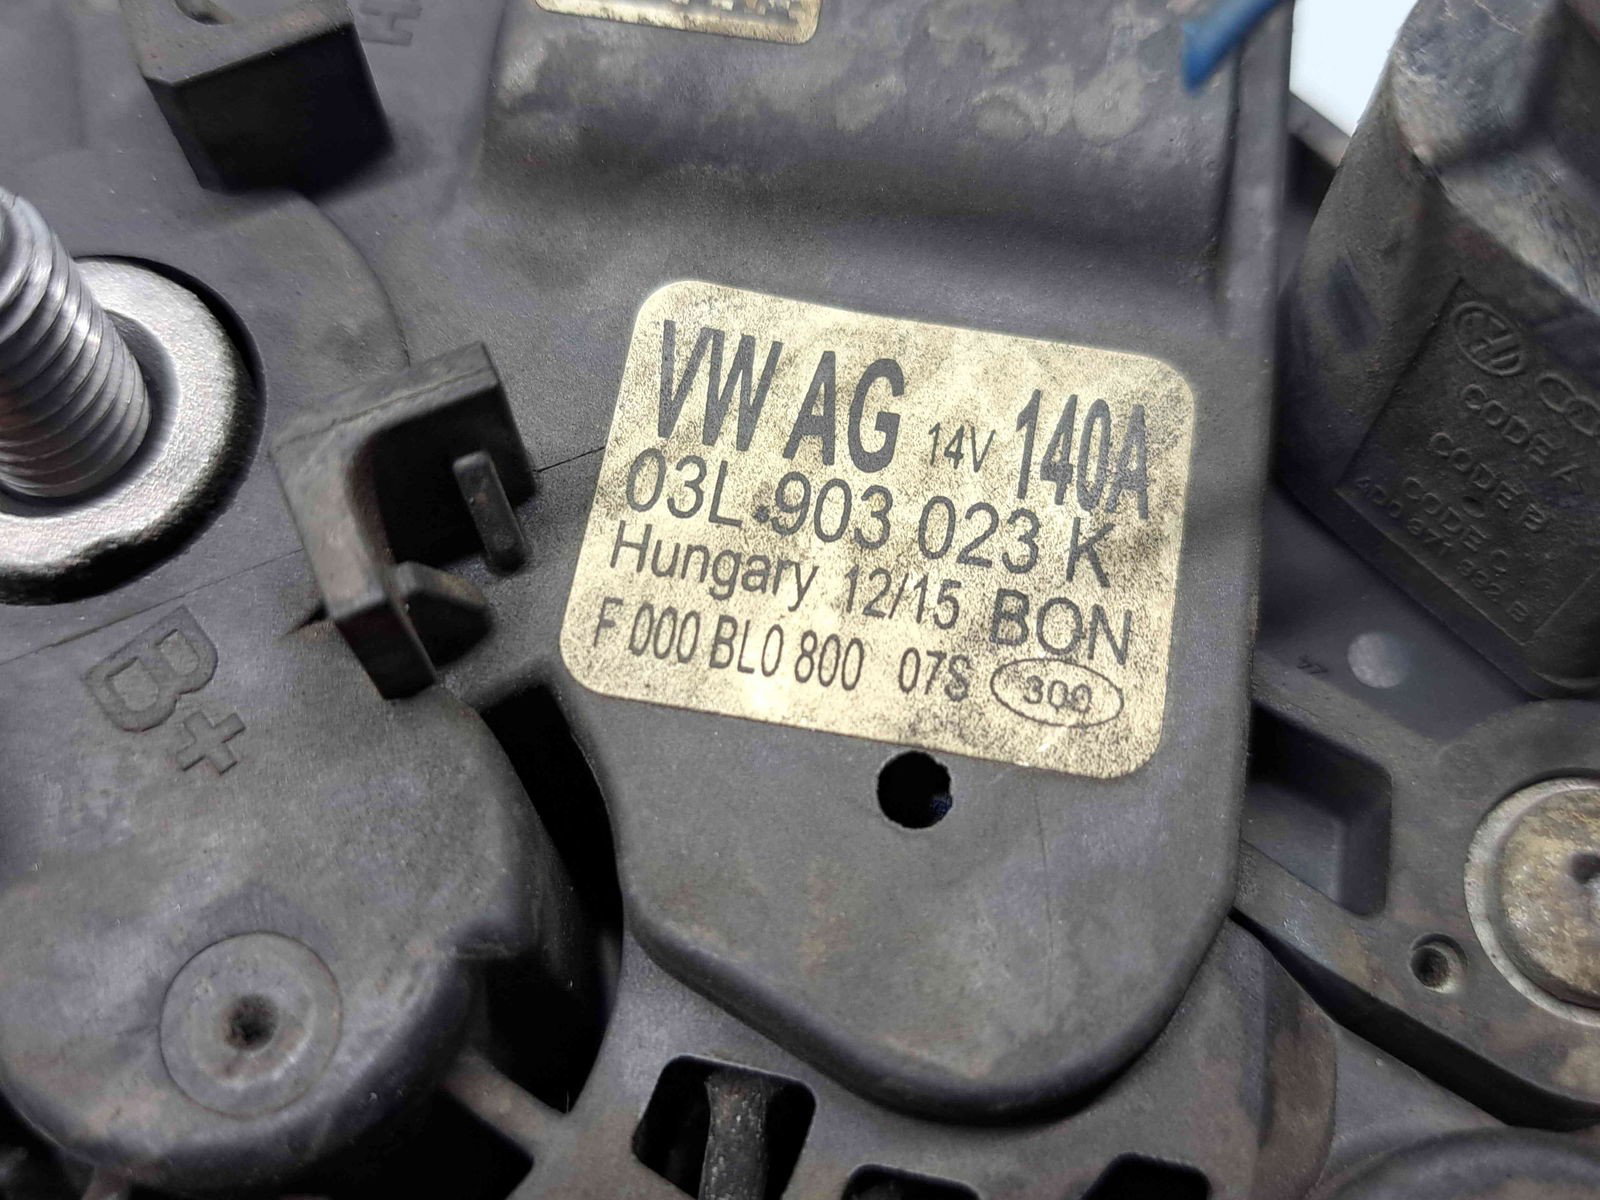 VW AG 14V 140A
03L 903 023 K
Hungary 12/15 BON
F 000 BL0 800 07S 300
B+
CODE A
CODE B
CODE C